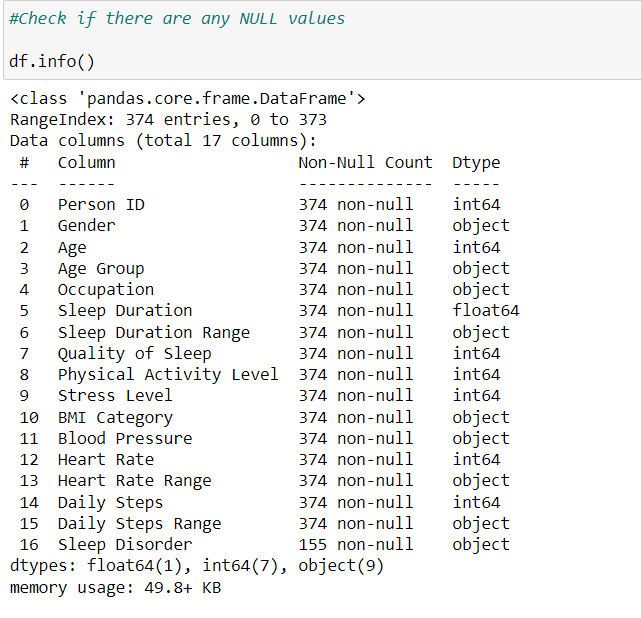 #Check if there are any NULL values
df.info()
<class 'pandas.core.frame.DataFrame'>
RangeIndex: 374 entries, 0 to 373
Data columns (total 17 columns):
 #   Column                   Non-Null Count  Dtype
---  ------                   --------------  -----
 0   Person ID                374 non-null    int64
 1   Gender                   374 non-null    object
 2   Age                      374 non-null    int64
 3   Age Group                374 non-null    object
 4   Occupation               374 non-null    object
 5   Sleep Duration           374 non-null    float64
 6   Sleep Duration Range     374 non-null    object
 7   Quality of Sleep         374 non-null    int64
 8   Physical Activity Level  374 non-null    int64
 9   Stress Level             374 non-null    int64
 10  BMI Category             374 non-null    object
 11  Blood Pressure           374 non-null    object
 12  Heart Rate               374 non-null    int64
 13  Heart Rate Range         374 non-null    object
 14  Daily Steps              374 non-null    int64
 15  Daily Steps Range        374 non-null    object
 16  Sleep Disorder           155 non-null    object
dtypes: float64(1), int64(7), object(9)
memory usage: 49.8+ KB